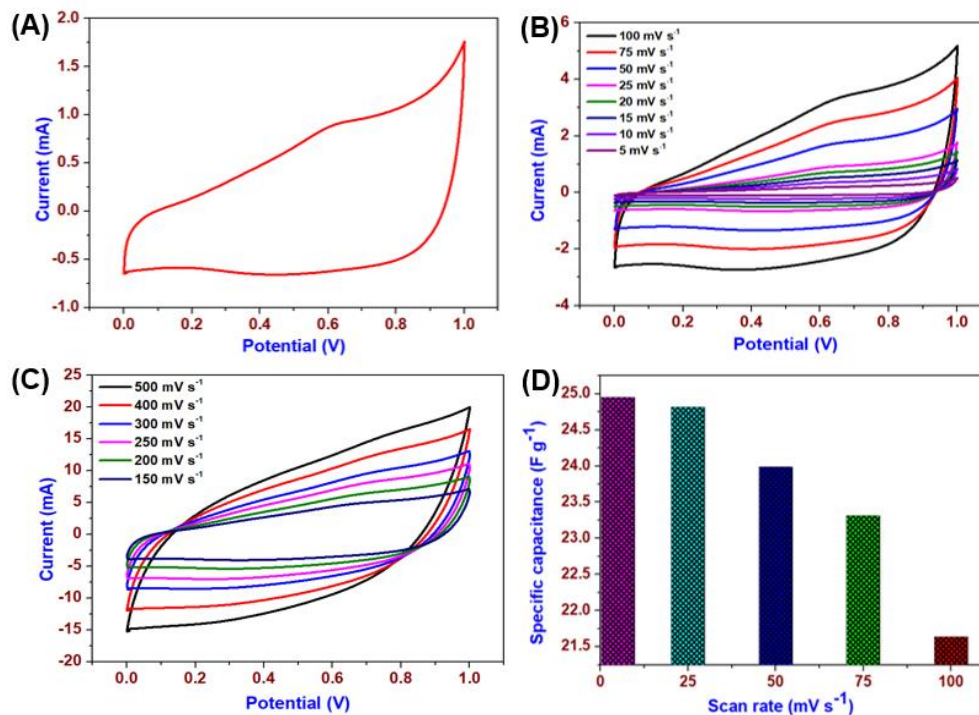 (A)
2.0
1.5
1.0
0.5
0.0
-0.5
-1.0
Current (mA)
0.0 0.2 0.4 0.6 0.8 1.0
Potential (V)
(B)
100 mV s⁻¹
75 mV s⁻¹
50 mV s⁻¹
25 mV s⁻¹
20 mV s⁻¹
15 mV s⁻¹
10 mV s⁻¹
5 mV s⁻¹
6
4
2
0
-2
-4
Current (mA)
0.0 0.2 0.4 0.6 0.8 1.0
Potential (V)
(C)
500 mV s⁻¹
400 mV s⁻¹
300 mV s⁻¹
250 mV s⁻¹
200 mV s⁻¹
150 mV s⁻¹
25
20
15
10
5
0
-5
-10
-15
-20
Current (mA)
0.0 0.2 0.4 0.6 0.8 1.0
Potential (V)
(D)
25.0
24.5
24.0
23.5
23.0
22.5
22.0
21.5
Specific capacitance (F g⁻¹)
0 25 50 75 100
Scan rate (mV s⁻¹)